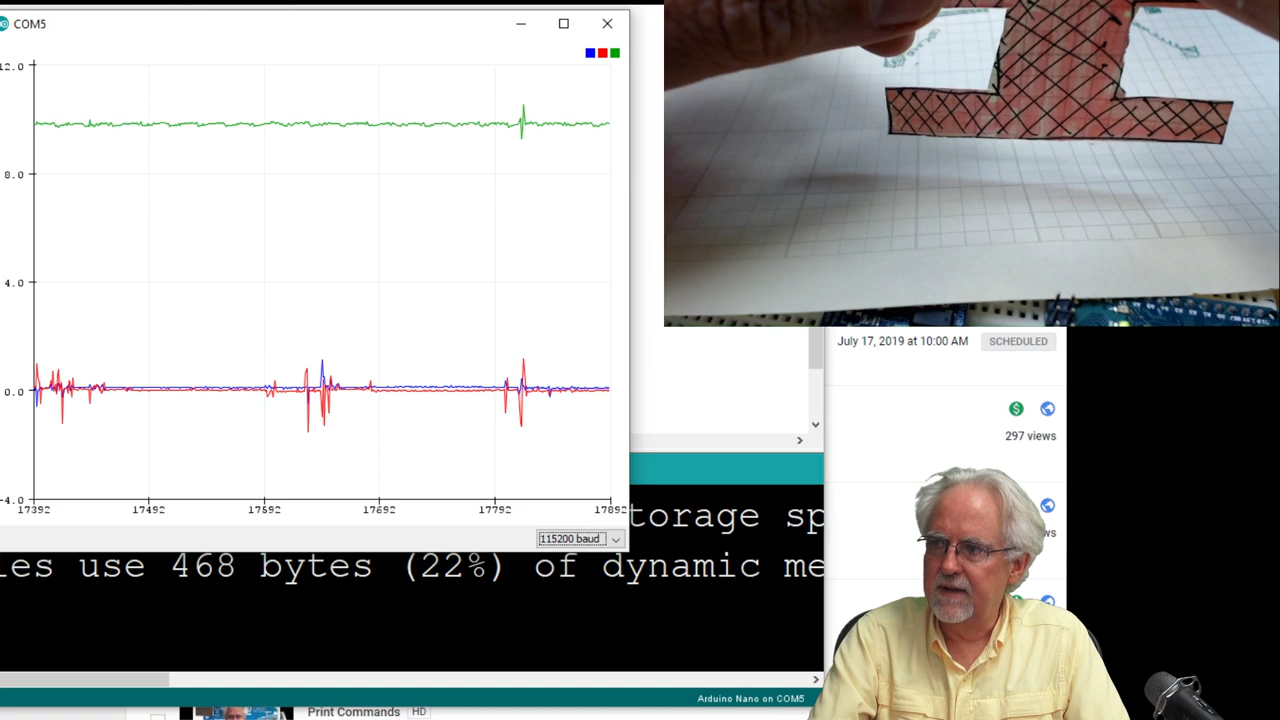 COM5
12.0
8.0
4.0
0.0
-4.0
17392 17492 17592 17692 17792 17892
115200 baud
July 17, 2019 at 10:00 AM SCHEDULED
297 views
torage sp
les use 468 bytes (22%) of dynamic me
Arduino Nano on COM5
Print Commands HD